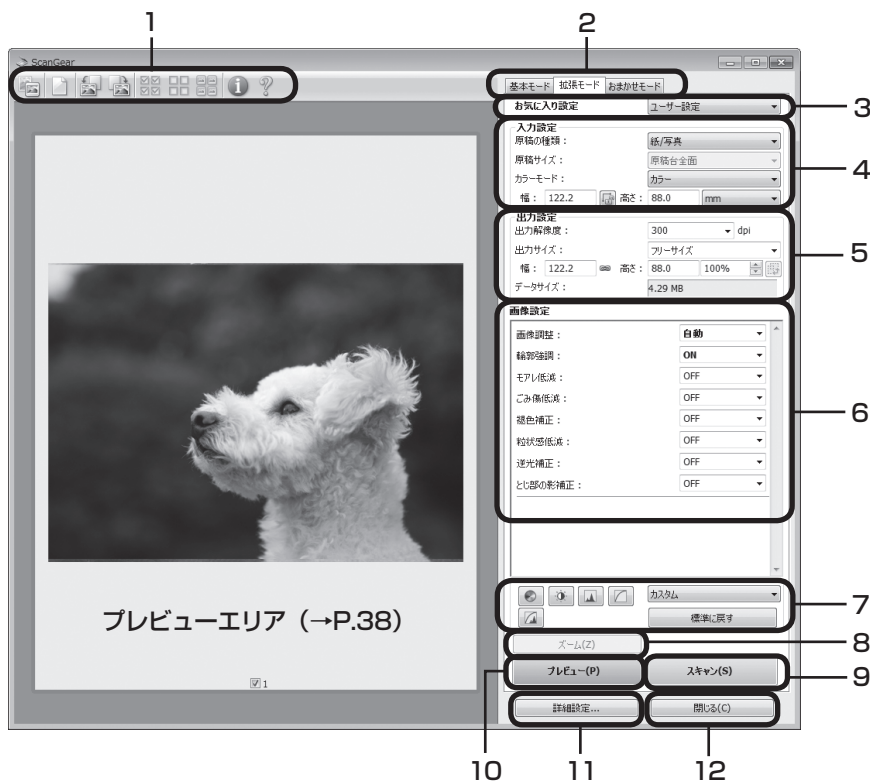 1
2
ScanGear
基本モード 拡張モード おまかせモード
お気に入り設定 ユーザー設定
3
入力設定
原稿の種類： 紙/写真
原稿サイズ： 原稿台全面
カラーモード： カラー
幅： 122.2 高さ： 88.0 mm
4
出力設定
出力解像度： 300 dpi
出力サイズ： フリーサイズ
幅： 122.2 高さ： 88.0 100%
データサイズ： 4.29 MB
5
画像設定
画像調整： 自動
輪郭強調： ON
モアレ低減： OFF
ごみ傷低減： OFF
褪色補正： OFF
粒状感低減： OFF
逆光補正： OFF
とじ部の影補正： OFF
6
プレビューエリア（→P.38）
1
カスタム
標準に戻す
7
ズーム(Z)
8
プレビュー(P) スキャン(S)
9
詳細設定... 閉じる(C)
10
11
12